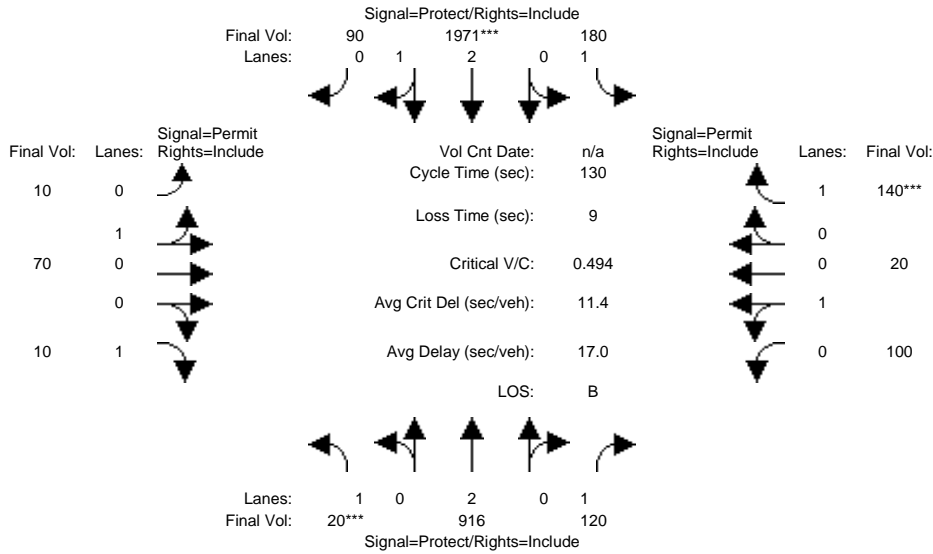 Signal=Protect/Rights=Include
Final Vol: 90 1971*** 180
Lanes: 0 1 2 0 1
Signal=Permit Signal=Permit
Final Vol: Lanes: Rights=Include Vol Cnt Date: n/a Rights=Include Lanes: Final Vol:
Cycle Time (sec): 130
10 0 1 140***
Loss Time (sec): 9
1 0
70 0 Critical V/C: 0.494 0 20
0 Avg Crit Del (sec/veh): 11.4 1
10 1 Avg Delay (sec/veh): 17.0 0 100
LOS: B
Lanes: 1 0 2 0 1
Final Vol: 20*** 916 120
Signal=Protect/Rights=Include